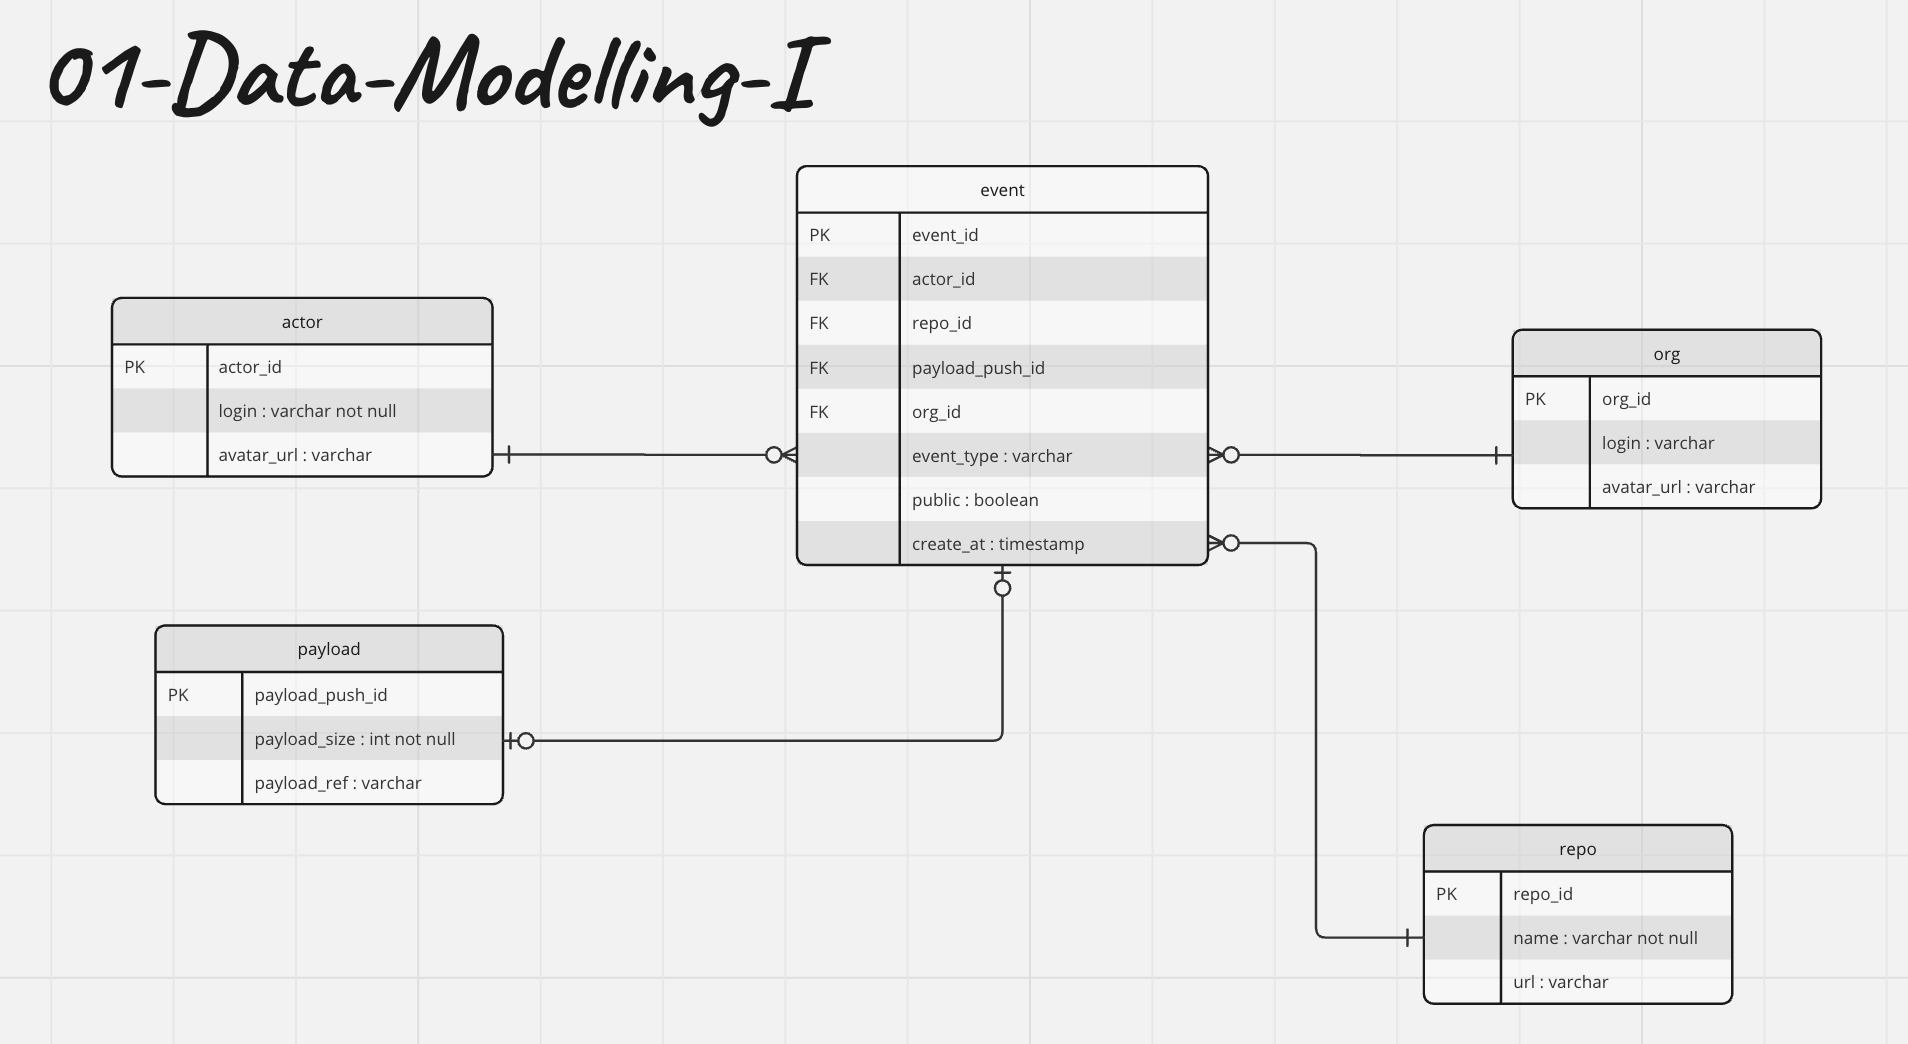 01-Data-Modelling-I
event
PK event_id
FK actor_id
FK repo_id
FK payload_push_id
FK org_id
event_type : varchar
public : boolean
create_at : timestamp
actor
PK actor_id
login : varchar not null
avatar_url : varchar
org
PK org_id
login : varchar
avatar_url : varchar
payload
PK payload_push_id
payload_size : int not null
payload_ref : varchar
repo
PK repo_id
name : varchar not null
url : varchar